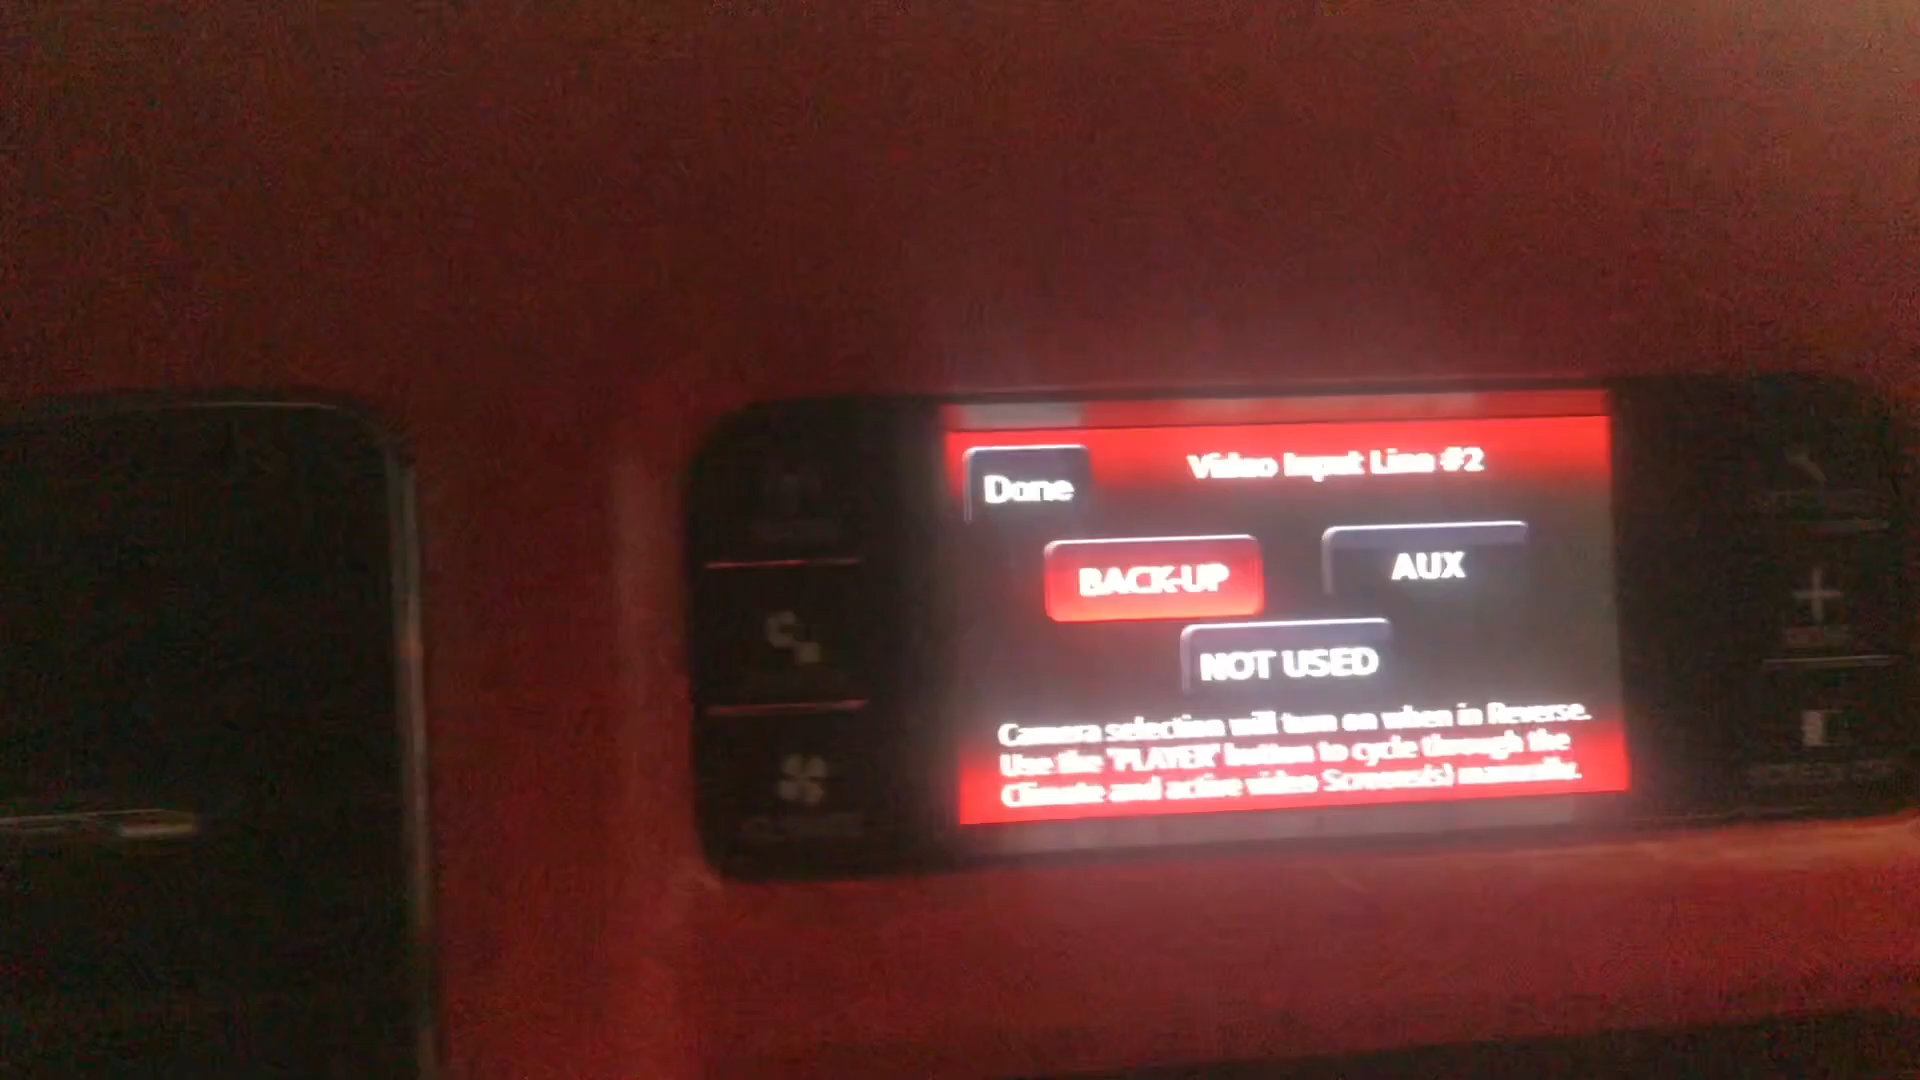 Video Input Line #2
Done
BACK-UP
AUX
NOT USED
Camera selection will turn on when in Reverse.
Use the 'PLAYER' button to cycle through the
Climate and active video Screen(s) manually.